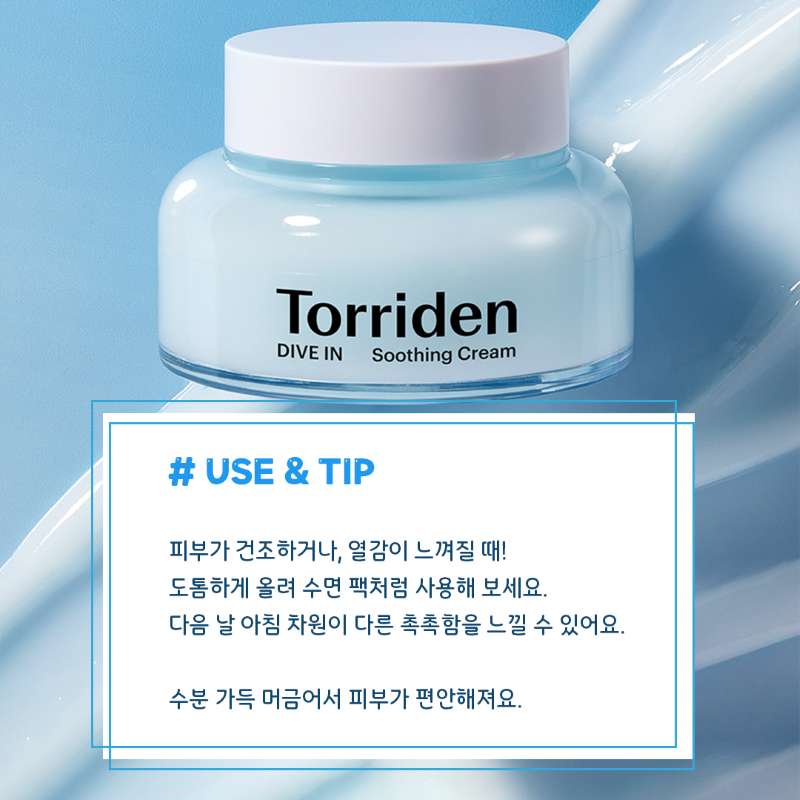 Torriden
DIVE IN Soothing Cream
# USE & TIP
피부가 건조하거나, 열감이 느껴질 때!
도톰하게 올려 수면 팩처럼 사용해 보세요.
다음 날 아침 차원이 다른 촉촉함을 느낄 수 있어요.
수분 가득 머금어서 피부가 편안해져요.